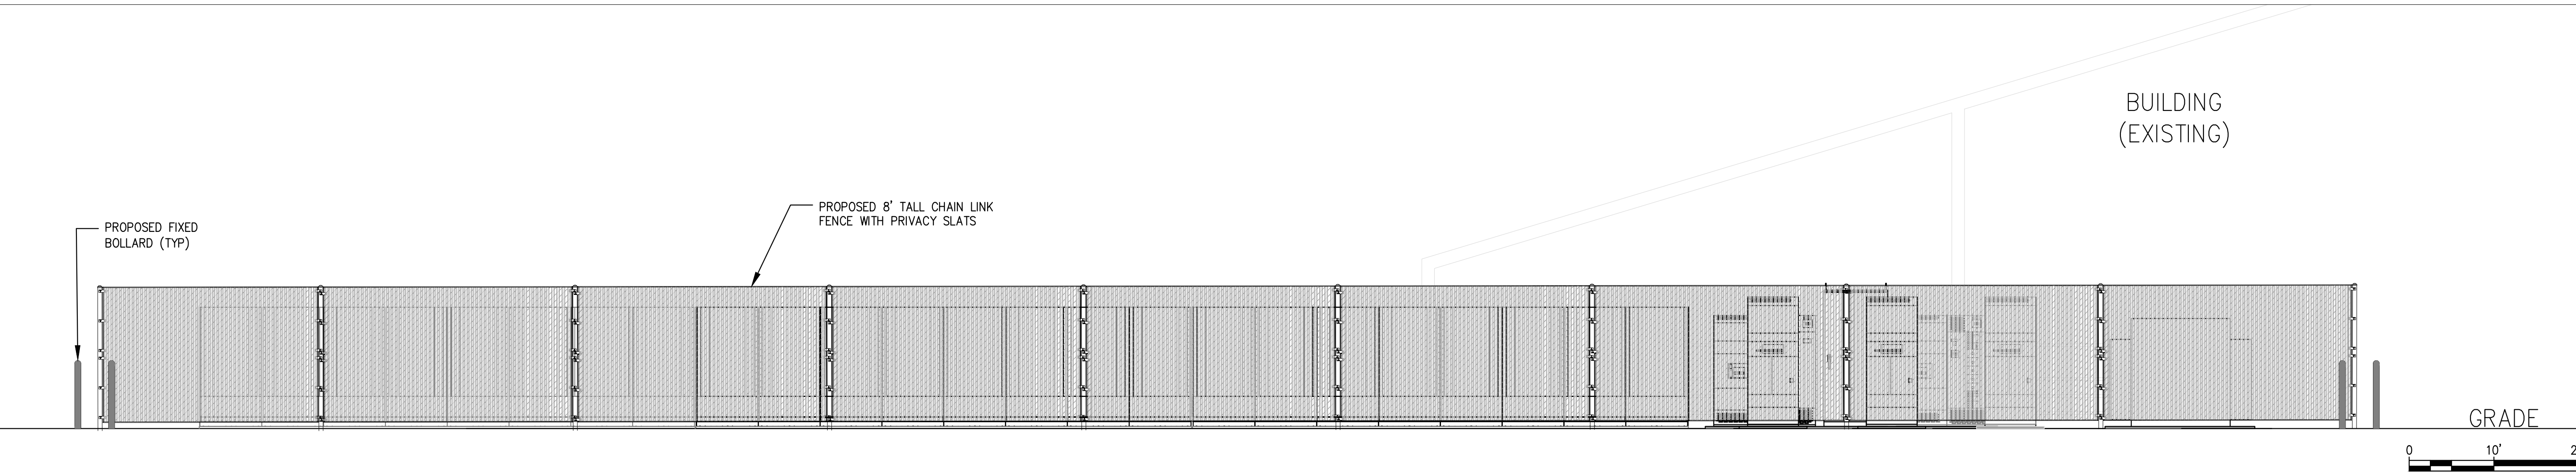 BUILDING
(EXISTING)
PROPOSED 8' TALL CHAIN LINK
FENCE WITH PRIVACY SLATS
PROPOSED FIXED
BOLLARD (TYP)
GRADE
0 10'